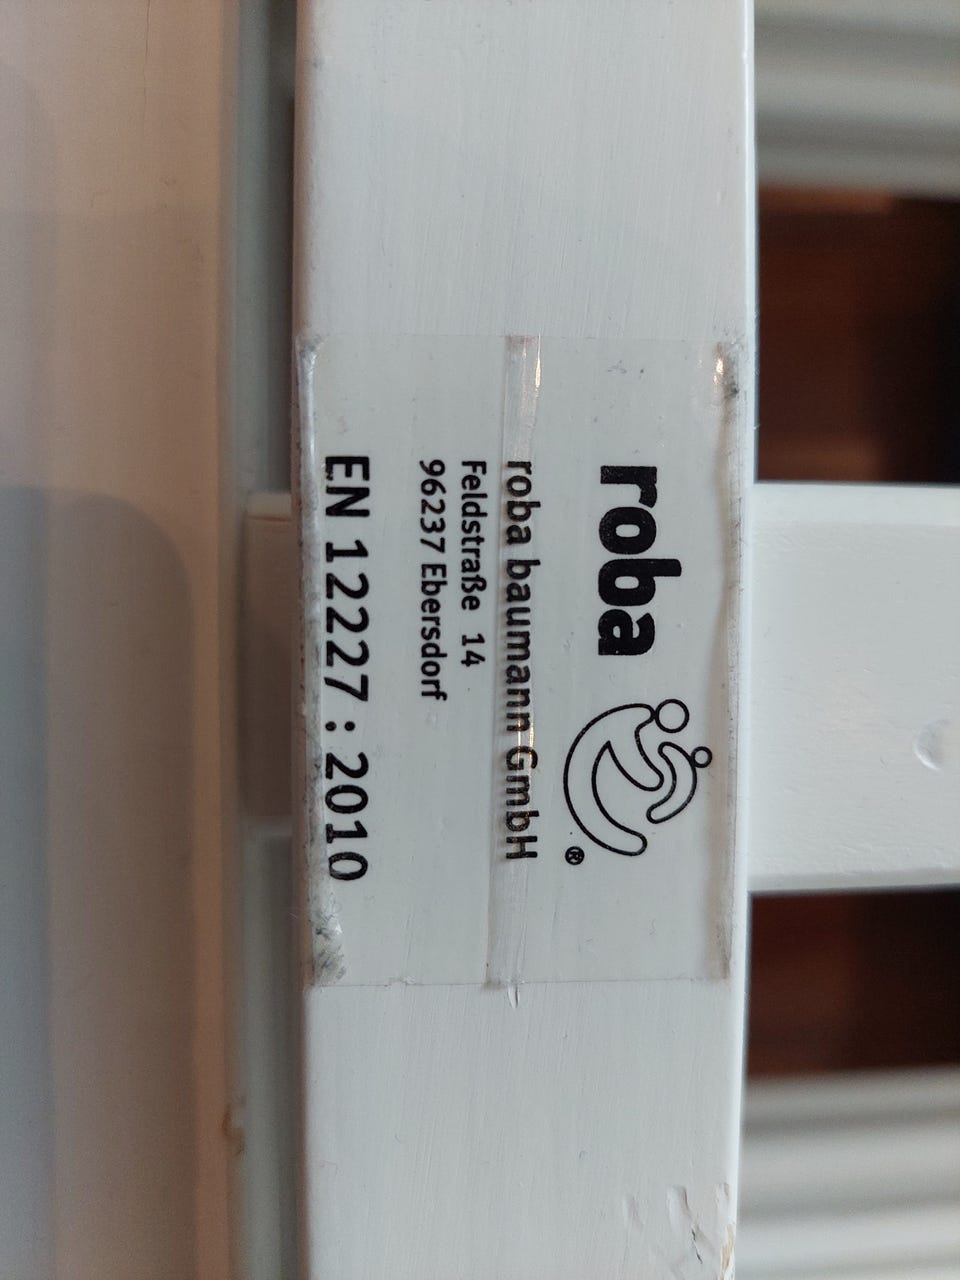 roba ®
roba baumann GmbH
Feldstraße 14
96237 Ebersdorf
EN 12227 : 2010